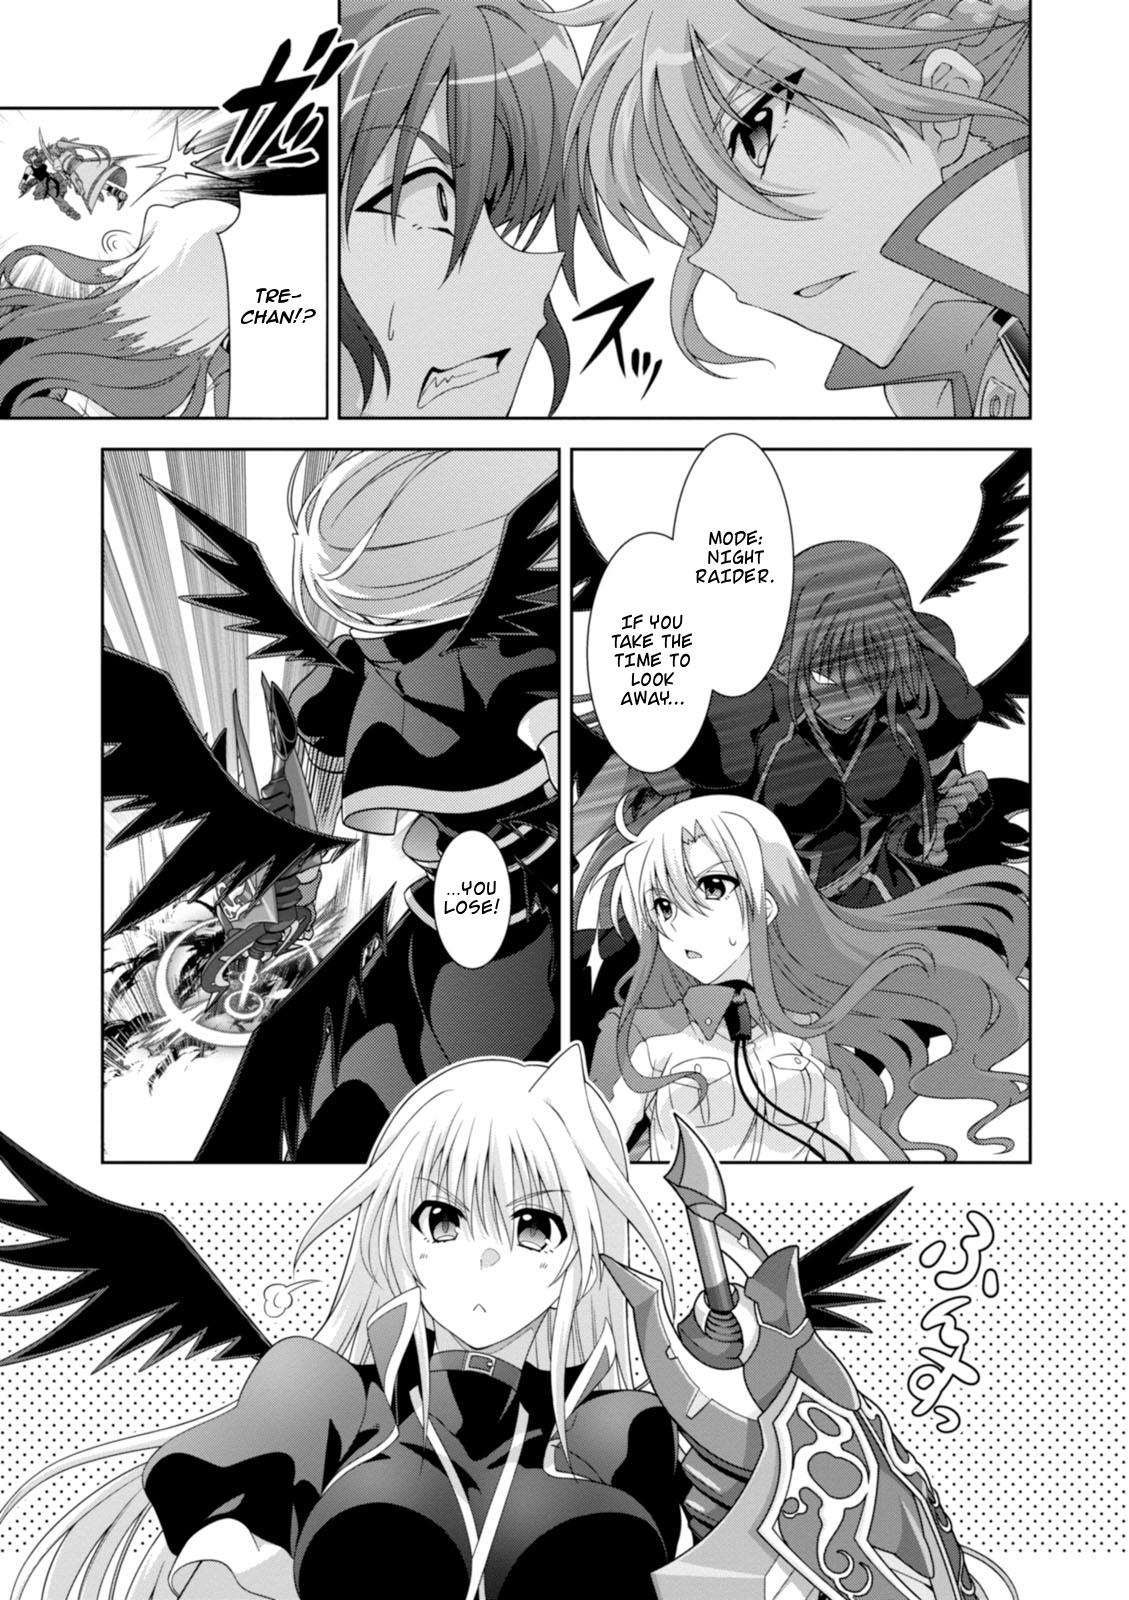 ガッ
ズッ
TRE-
CHAN!?
MODE:
NIGHT
RAIDER.
IF YOU
TAKE THE
TIME TO
LOOK
AWAY...
...YOU
LOSE!
ふんすっ